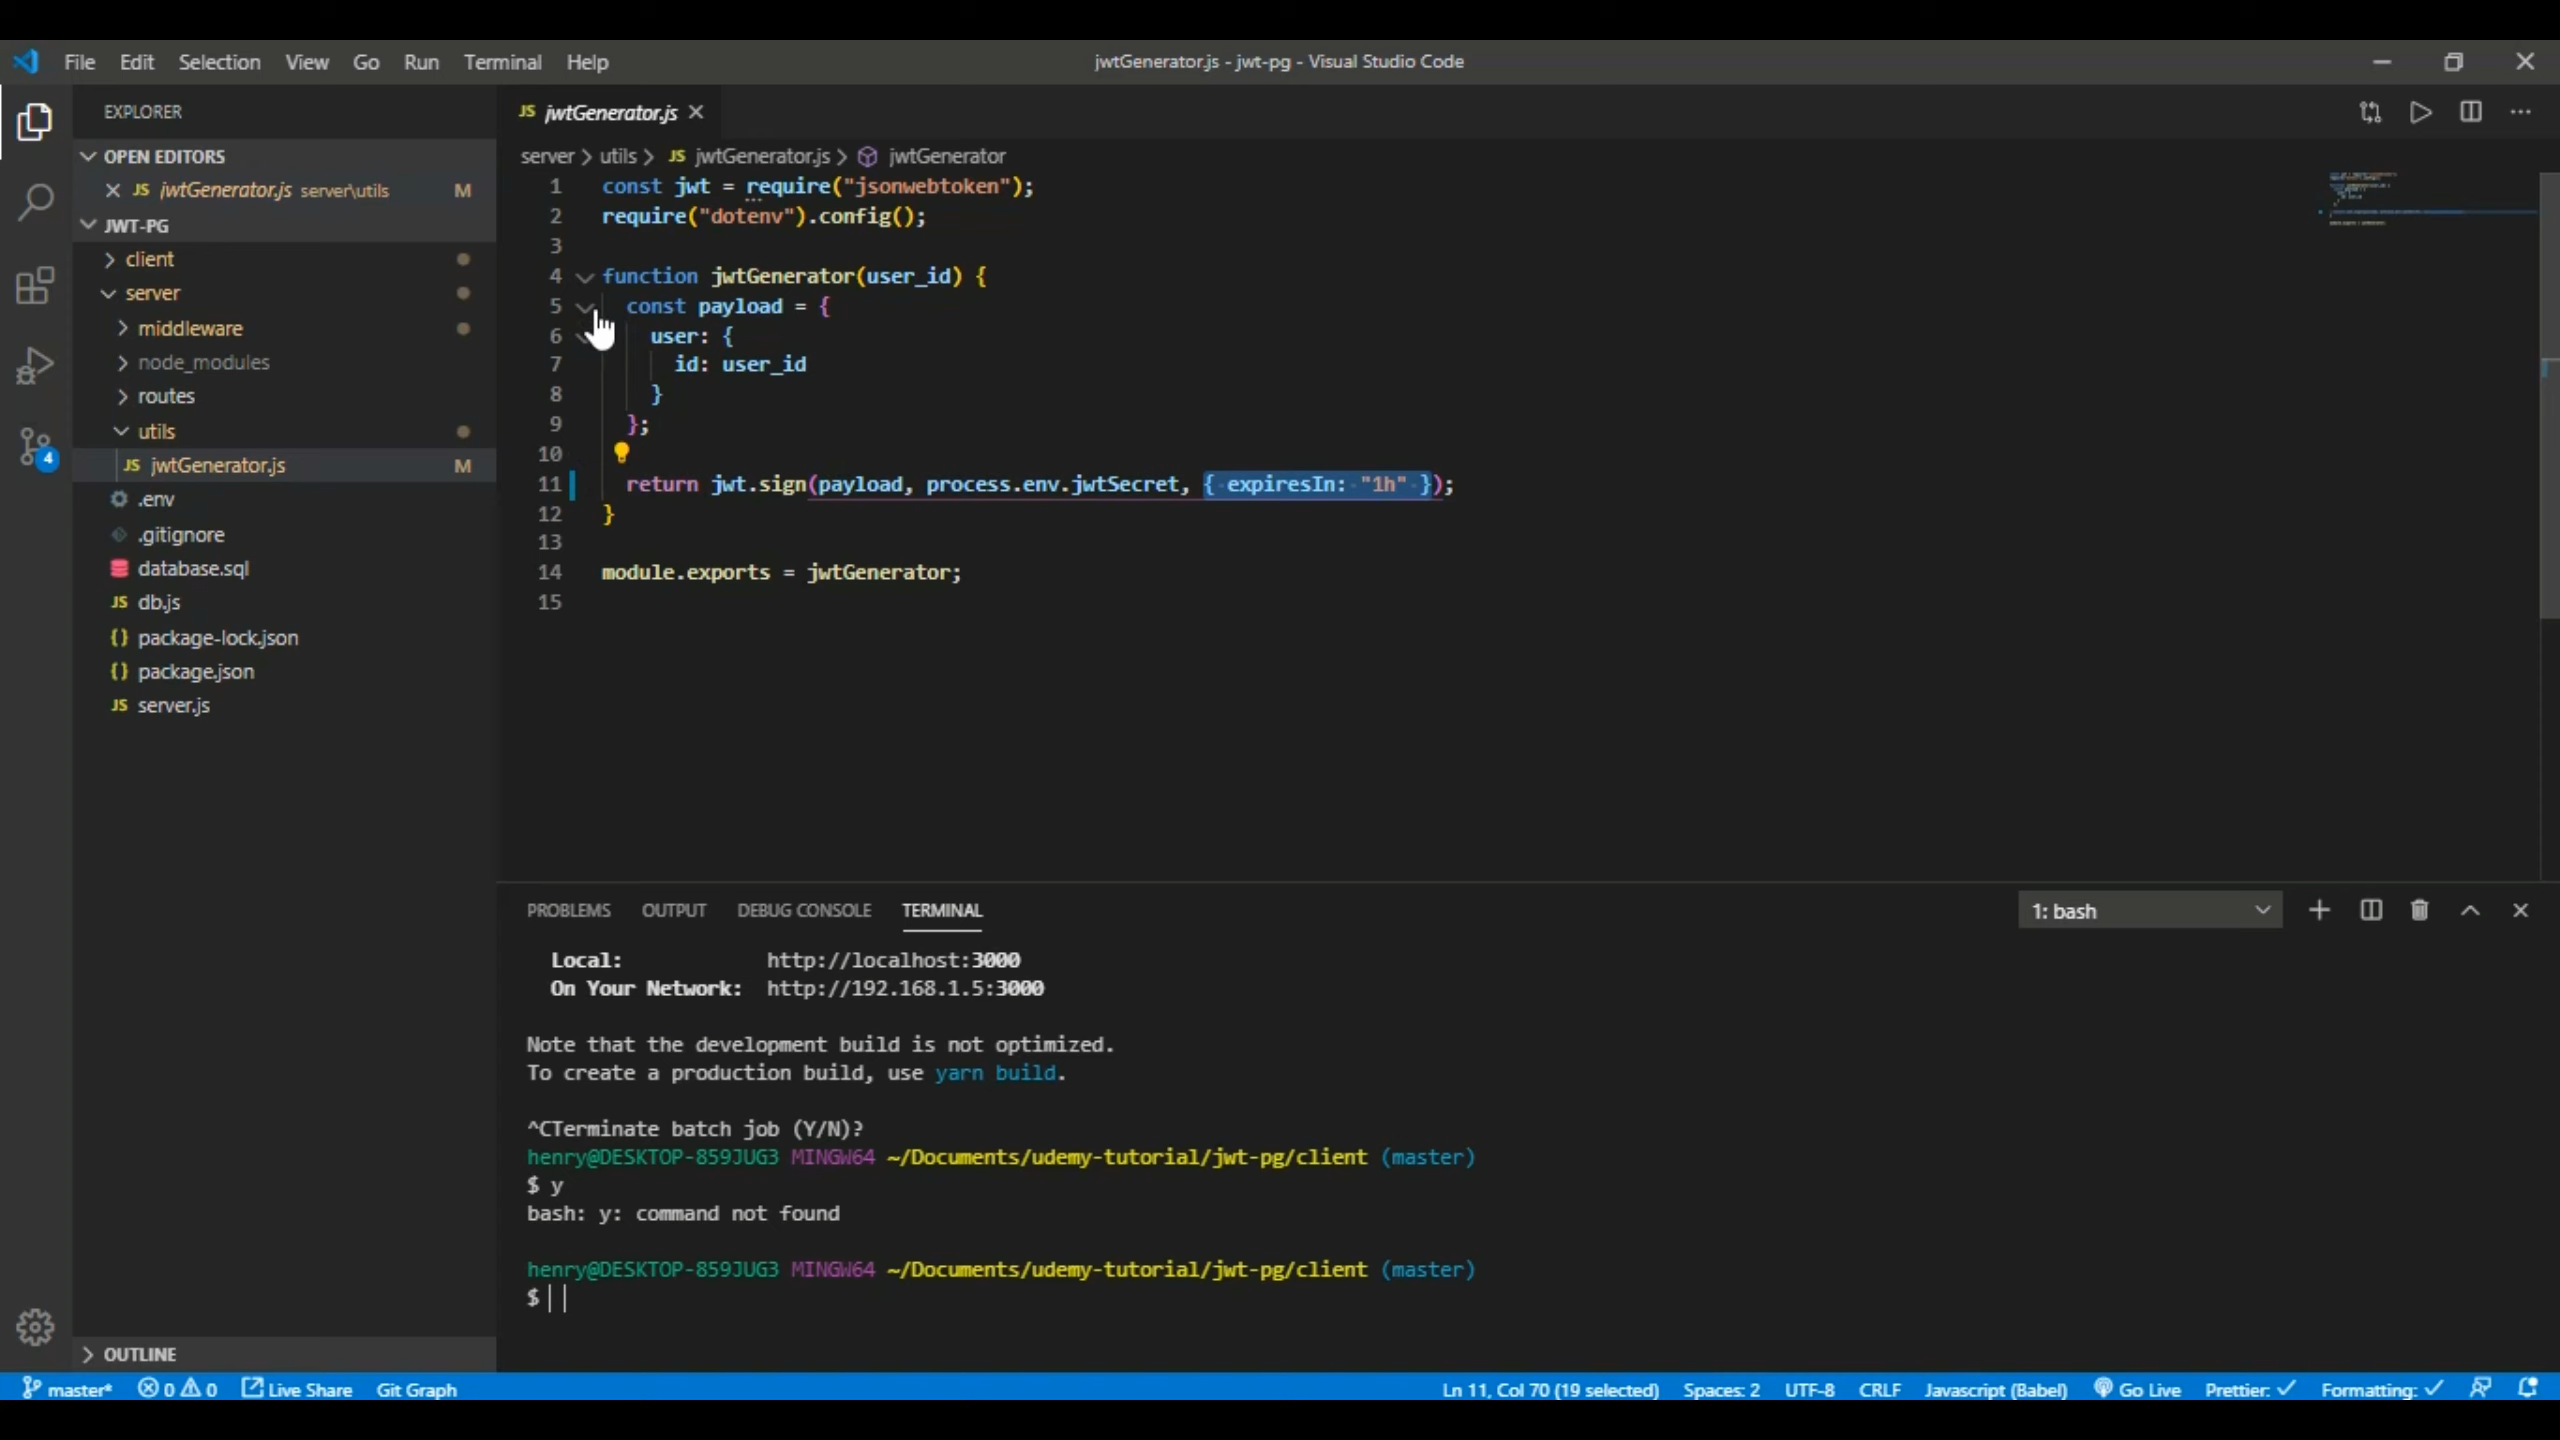 File Edit Selection View Go Run Terminal Help
jwtGenerator.js - jwt-pg - Visual Studio Code
EXPLORER
OPEN EDITORS
JS jwtGenerator.js server\utils M
JWT-PG
client
server
middleware
node_modules
routes
utils
JS jwtGenerator.js M
.env
.gitignore
database.sql
JS db.js
{} package-lock.json
{} package.json
JS server.js
OUTLINE
4
JS jwtGenerator.js
server > utils > JS jwtGenerator.js > jwtGenerator
1 const jwt = require("jsonwebtoken");
2 require("dotenv").config();
3
4 function jwtGenerator(user_id) {
5 const payload = {
6 user: {
7 id: user_id
8 }
9 };
10
11 return jwt.sign(payload, process.env.jwtSecret, { expiresIn: "1h" });
12 }
13
14 module.exports = jwtGenerator;
15
PROBLEMS OUTPUT DEBUG CONSOLE TERMINAL
1: bash
Local: http://localhost:3000
On Your Network: http://192.168.1.5:3000
Note that the development build is not optimized.
To create a production build, use yarn build.
^CTerminate batch job (Y/N)?
henry@DESKTOP-859JUG3 MINGW64 ~/Documents/udemy-tutorial/jwt-pg/client (master)
$ y
bash: y: command not found
henry@DESKTOP-859JUG3 MINGW64 ~/Documents/udemy-tutorial/jwt-pg/client (master)
$
master* 0 0 Live Share Git Graph
Ln 11, Col 70 (19 selected) Spaces: 2 UTF-8 CRLF Javascript (Babel) Go Live Prettier: ✓ Formatting: ✓